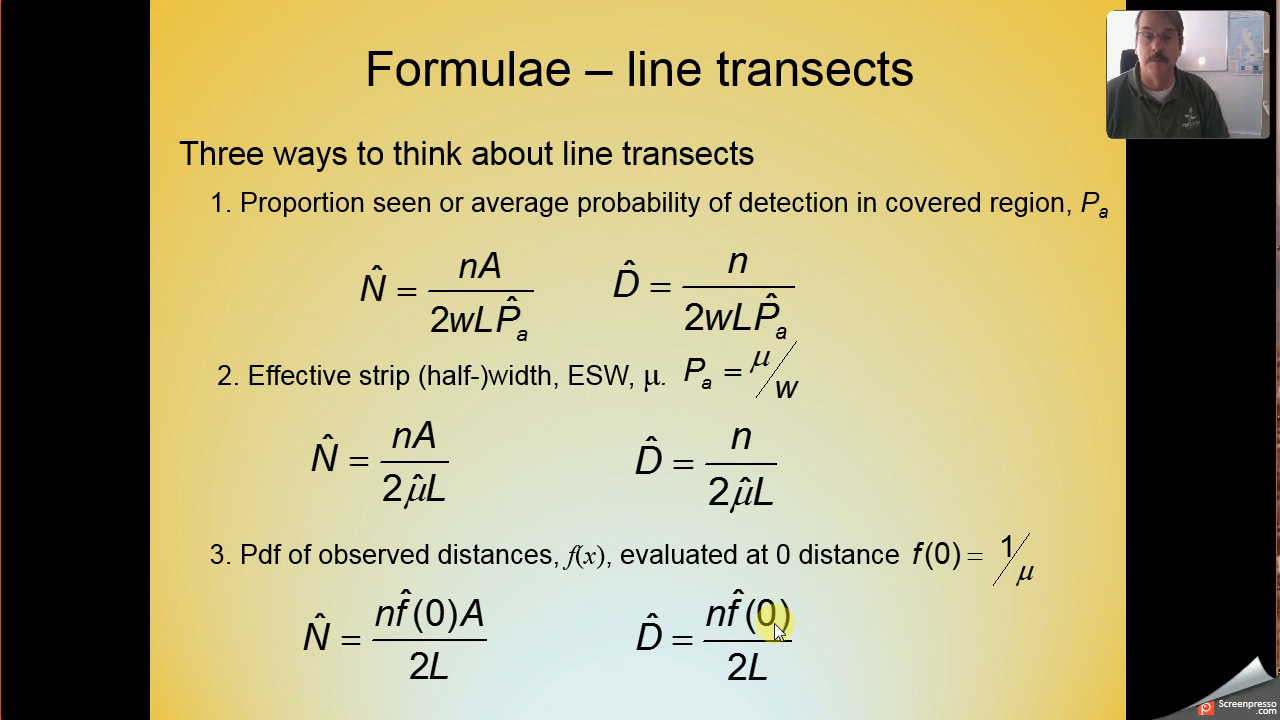 Formulae – line transects
Three ways to think about line transects
1. Proportion seen or average probability of detection in covered region, Pₐ
N̂ = nA / 2wLP̂ₐ    D̂ = n / 2wLP̂ₐ
2. Effective strip (half-)width, ESW, μ. Pₐ = μ/w
N̂ = nA / 2μ̂L    D̂ = n / 2μ̂L
3. Pdf of observed distances, f(x), evaluated at 0 distance f(0) = 1/μ
N̂ = nf̂(0)A / 2L    D̂ = nf̂(0) / 2L
Screenpresso
.com